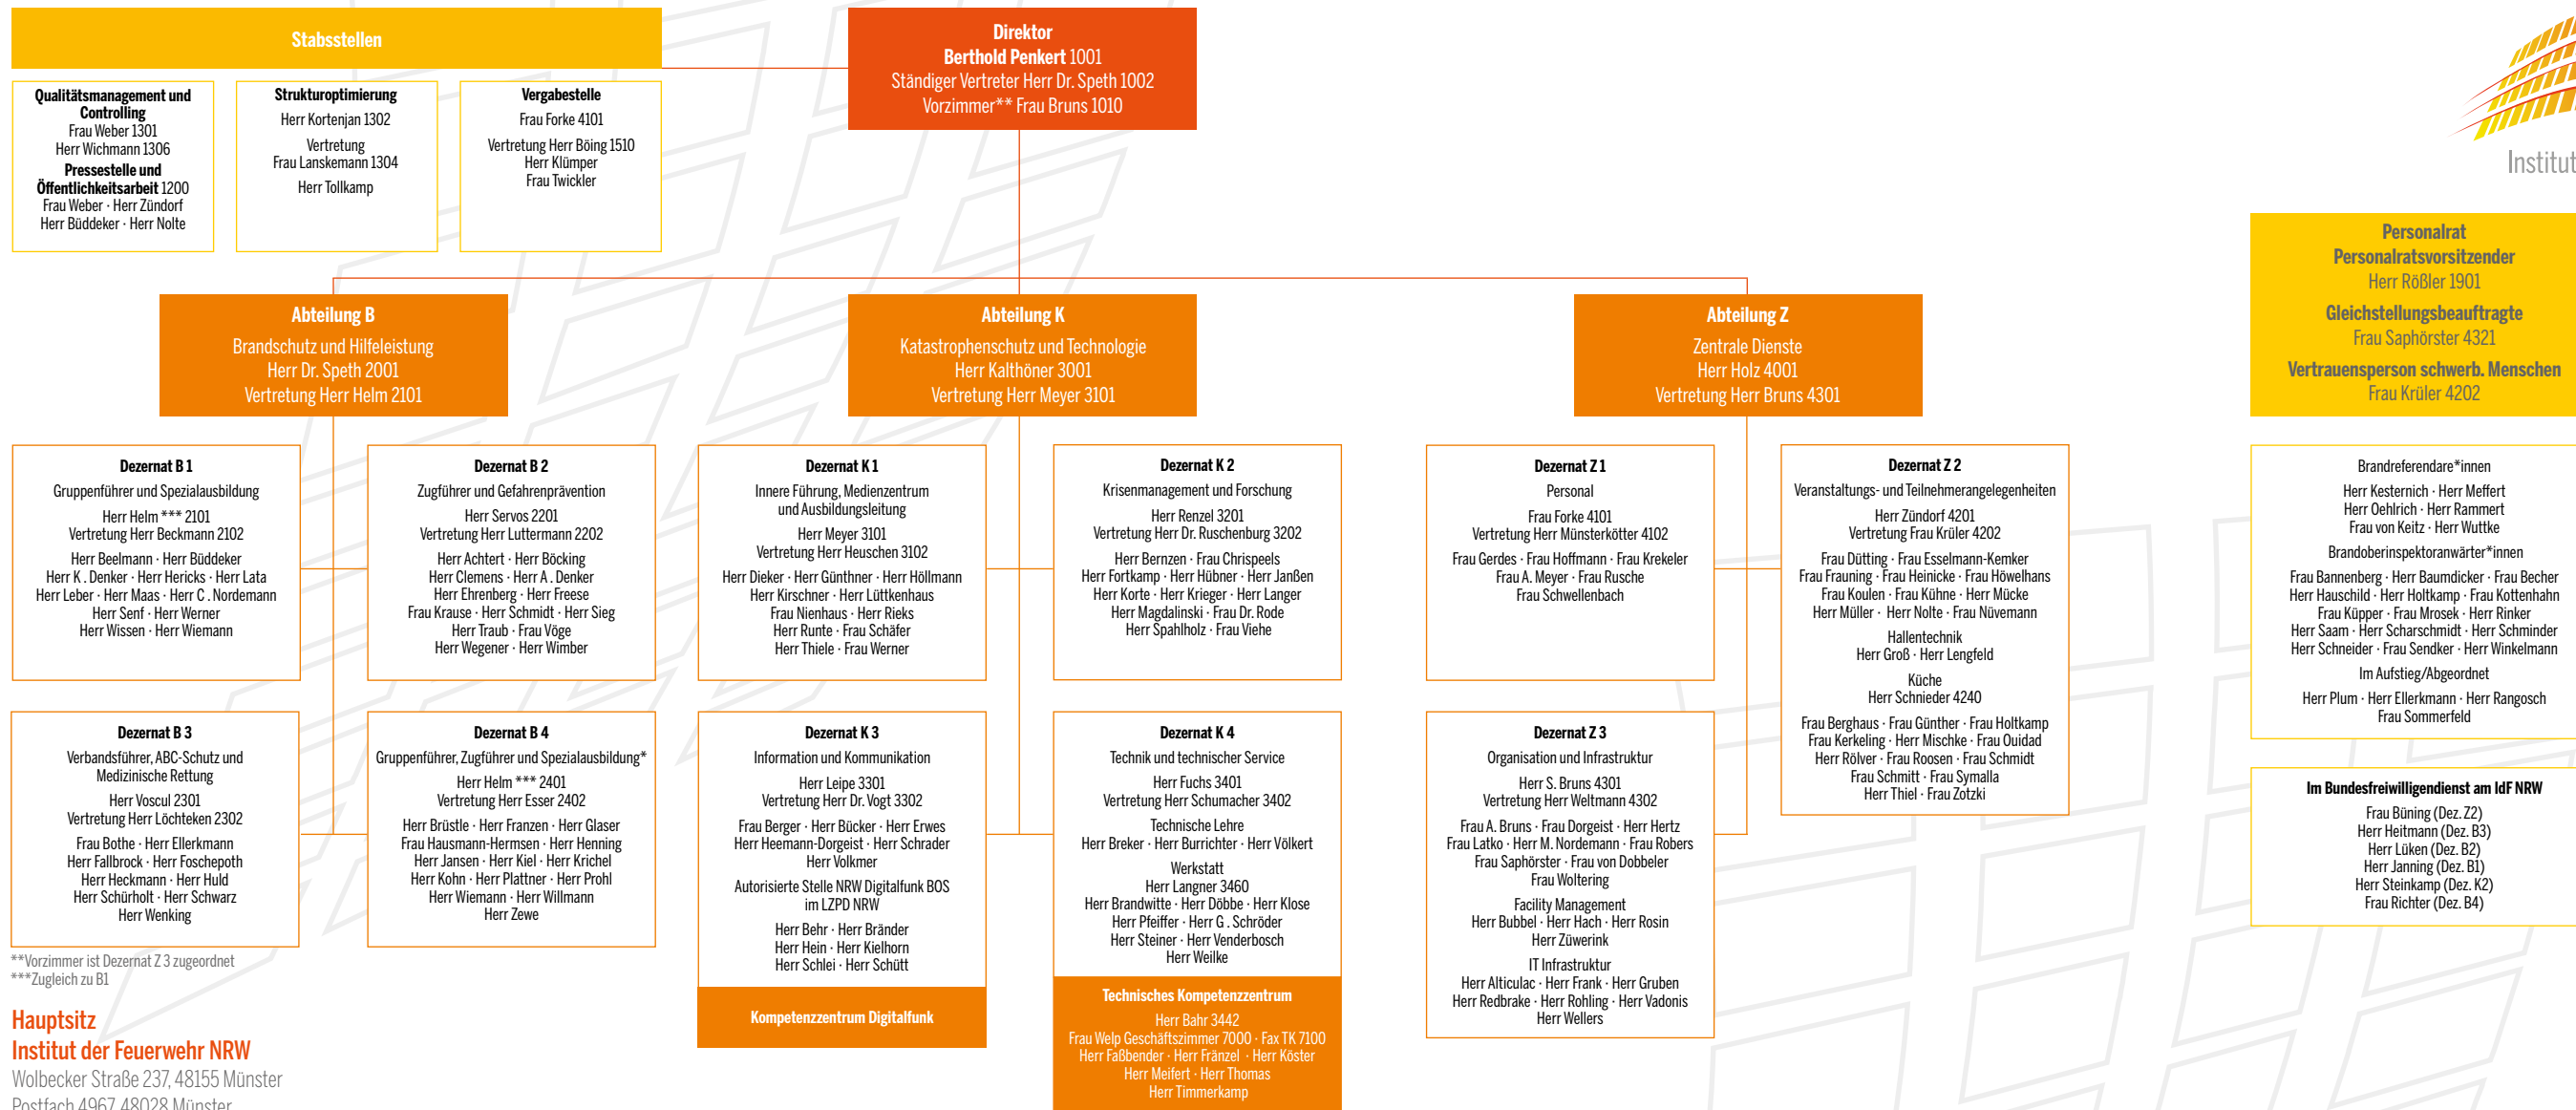 Stabsstellen
Qualitätsmanagement und
Controlling
Frau Weber 1301
Herr Wichmann 1306
Pressestelle und
Öffentlichkeitsarbeit 1200
Frau Weber · Herr Zündorf
Herr Büddeker · Herr Nolte
Strukturoptimierung
Herr Kortenjan 1302
Vertretung
Frau Lanskemann 1304
Herr Tollkamp
Vergabestelle
Frau Forke 4101
Vertretung Herr Böing 1510
Herr Klümper
Frau Twickler
Direktor
Berthold Penkert 1001
Ständiger Vertreter Herr Dr. Speth 1002
Vorzimmer** Frau Bruns 1010
Institut
Personalrat
Personalratsvorsitzender
Herr Rößler 1901
Gleichstellungsbeauftragte
Frau Saphörster 4321
Vertrauensperson schwerb. Menschen
Frau Krüler 4202
Abteilung B
Brandschutz und Hilfeleistung
Herr Dr. Speth 2001
Vertretung Herr Helm 2101
Abteilung K
Katastrophenschutz und Technologie
Herr Kalthöner 3001
Vertretung Herr Meyer 3101
Abteilung Z
Zentrale Dienste
Herr Holz 4001
Vertretung Herr Bruns 4301
Dezernat B 1
Gruppenführer und Spezialausbildung
Herr Helm *** 2101
Vertretung Herr Beckmann 2102
Herr Beelmann · Herr Büddeker
Herr K . Denker · Herr Hericks · Herr Lata
Herr Leber · Herr Maas · Herr C . Nordemann
Herr Senf · Herr Werner
Herr Wissen · Herr Wiemann
Dezernat B 2
Zugführer und Gefahrenprävention
Herr Servos 2201
Vertretung Herr Luttermann 2202
Herr Achtert · Herr Böcking
Herr Clemens · Herr A . Denker
Herr Ehrenberg · Herr Freese
Frau Krause · Herr Schmidt · Herr Sieg
Herr Traub · Frau Vöge
Herr Wegener · Herr Wimber
Dezernat K 1
Innere Führung, Medienzentrum
und Ausbildungsleitung
Herr Meyer 3101
Vertretung Herr Heuschen 3102
Herr Dieker · Herr Günthner · Herr Höllmann
Herr Kirschner · Herr Lüttkenhaus
Frau Nienhaus · Herr Rieks
Herr Runte · Frau Schäfer
Herr Thiele · Frau Werner
Dezernat K 2
Krisenmanagement und Forschung
Herr Renzel 3201
Vertretung Herr Dr. Ruschenburg 3202
Herr Bernzen · Frau Chrispeels
Herr Fortkamp · Herr Hübner · Herr Janßen
Herr Korte · Herr Krieger · Herr Langer
Herr Magdalinski · Frau Dr. Rode
Herr Spahlholz · Frau Viehe
Dezernat Z 1
Personal
Frau Forke 4101
Vertretung Herr Münsterkötter 4102
Frau Gerdes · Frau Hoffmann · Frau Krekeler
Frau A. Meyer · Frau Rusche
Frau Schwellenbach
Dezernat Z 2
Veranstaltungs- und Teilnehmerangelegenheiten
Herr Zündorf 4201
Vertretung Frau Krüler 4202
Frau Dütting · Frau Esselmann-Kemker
Frau Frauning · Frau Heinicke · Frau Höwelhans
Frau Koulen · Frau Kühne · Herr Mücke
Herr Müller · Herr Nolte · Frau Nüvemann
Hallentechnik
Herr Groß · Herr Lengfeld
Küche
Herr Schnieder 4240
Frau Berghaus · Frau Günther · Frau Holtkamp
Frau Kerkeling · Herr Mischke · Frau Ouidad
Herr Rölver · Frau Roosen · Frau Schmidt
Frau Schmitt · Frau Symalla
Herr Thiel · Frau Zotzki
Brandreferendare*innen
Herr Kesternich · Herr Meffert
Herr Oehlrich · Herr Rammert
Frau von Keitz · Herr Wuttke
Brandoberinspektoranwärter*innen
Frau Bannenberg · Herr Baumdicker · Frau Becher
Herr Hauschild · Herr Holtkamp · Frau Kottenhahn
Frau Küpper · Frau Mrosek · Herr Rinker
Herr Saam · Herr Scharschmidt · Herr Schminder
Herr Schneider · Frau Sendker · Herr Winkelmann
Im Aufstieg/Abgeordnet
Herr Plum · Herr Ellerkmann · Herr Rangosch
Frau Sommerfeld
Dezernat B 3
Verbandsführer, ABC-Schutz und
Medizinische Rettung
Herr Voscul 2301
Vertretung Herr Löchteken 2302
Frau Bothe · Herr Ellerkmann
Herr Fallbrock · Herr Foschepoth
Herr Heckmann · Herr Huld
Herr Schürholt · Herr Schwarz
Herr Wenking
Dezernat B 4
Gruppenführer, Zugführer und Spezialausbildung*
Herr Helm *** 2401
Vertretung Herr Esser 2402
Herr Brüstle · Herr Franzen · Herr Glaser
Frau Hausmann-Hermsen · Herr Henning
Herr Jansen · Herr Kiel · Herr Krichel
Herr Kohn · Herr Plattner · Herr Prohl
Herr Wiemann · Herr Willmann
Herr Zewe
Dezernat K 3
Information und Kommunikation
Herr Leipe 3301
Vertretung Herr Dr. Vogt 3302
Frau Berger · Herr Bücker · Herr Erwes
Herr Heemann-Dorgeist · Herr Schrader
Herr Volkmer
Autorisierte Stelle NRW Digitalfunk BOS
im LZPD NRW
Herr Behr · Herr Bränder
Herr Hein · Herr Kielhorn
Herr Schlei · Herr Schütt
Kompetenzzentrum Digitalfunk
Dezernat K 4
Technik und technischer Service
Herr Fuchs 3401
Vertretung Herr Schumacher 3402
Technische Lehre
Herr Breker · Herr Burrichter · Herr Völkert
Werkstatt
Herr Langner 3460
Herr Brandwitte · Herr Döbbe · Herr Klose
Herr Pfeiffer · Herr G . Schröder
Herr Steiner · Herr Venderbosch
Herr Weilke
Technisches Kompetenzzentrum
Herr Bahr 3442
Frau Welp Geschäftszimmer 7000 · Fax TK 7100
Herr Faßbender · Herr Fränzel · Herr Köster
Herr Meifert · Herr Thomas
Herr Timmerkamp
Dezernat Z 3
Organisation und Infrastruktur
Herr S. Bruns 4301
Vertretung Herr Weltmann 4302
Frau A. Bruns · Frau Dorgeist · Herr Hertz
Frau Latko · Herr M. Nordemann · Frau Robers
Frau Saphörster · Frau von Dobbeler
Frau Woltering
Facility Management
Herr Bubbel · Herr Hach · Herr Rosin
Herr Züwerink
IT Infrastruktur
Herr Alticulac · Herr Frank · Herr Gruben
Herr Redbrake · Herr Rohling · Herr Vadonis
Herr Wellers
Im Bundesfreiwilligendienst am IdF NRW
Frau Büning (Dez. Z2)
Herr Heitmann (Dez. B3)
Herr Lüken (Dez. B2)
Herr Janning (Dez. B1)
Herr Steinkamp (Dez. K2)
Frau Richter (Dez. B4)
**Vorzimmer ist Dezernat Z 3 zugeordnet
***Zugleich zu B1
Hauptsitz
Institut der Feuerwehr NRW
Wolbecker Straße 237, 48155 Münster
Postfach 4967, 48028 Münster